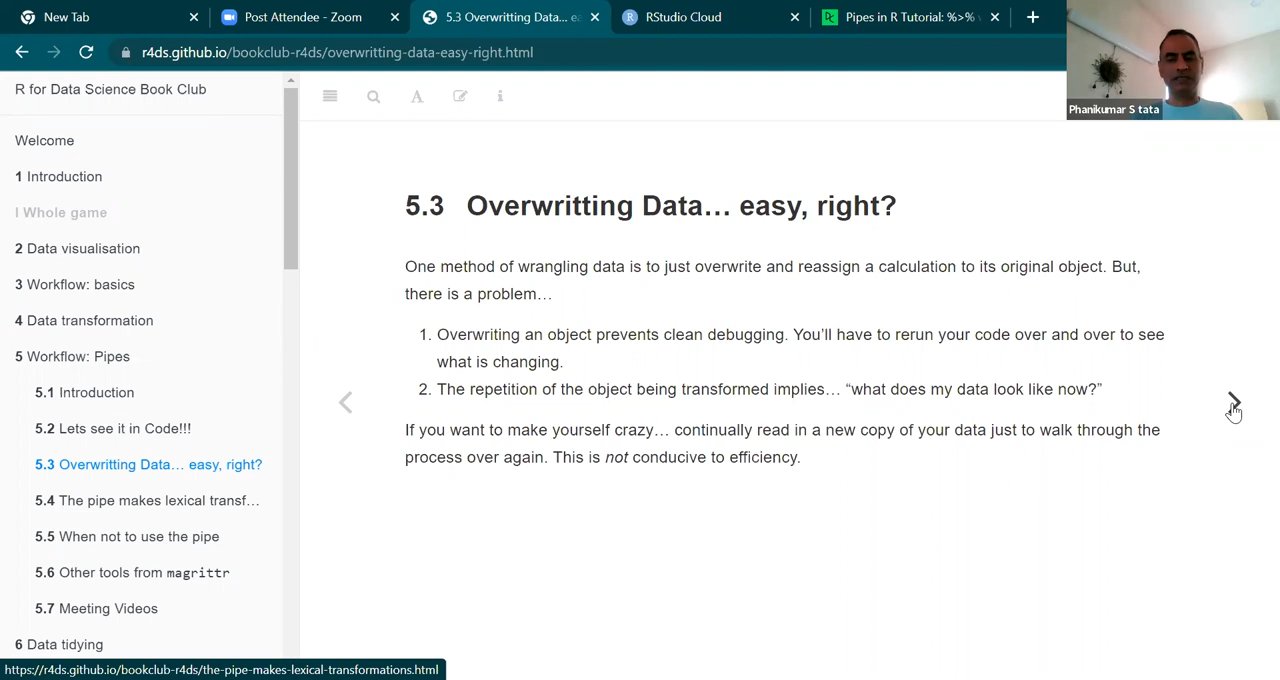 New Tab
Post Attendee - Zoom
5.3 Overwritting Data… ea
RStudio Cloud
Pipes in R Tutorial: %>%
r4ds.github.io/bookclub-r4ds/overwritting-data-easy-right.html
Phanikumar S tata
R for Data Science Book Club
Welcome
1 Introduction
I Whole game
2 Data visualisation
3 Workflow: basics
4 Data transformation
5 Workflow: Pipes
5.1 Introduction
5.2 Lets see it in Code!!!
5.3 Overwritting Data… easy, right?
5.4 The pipe makes lexical transf…
5.5 When not to use the pipe
5.6 Other tools from magrittr
5.7 Meeting Videos
6 Data tidying
https://r4ds.github.io/bookclub-r4ds/the-pipe-makes-lexical-transformations.html
5.3 Overwritting Data… easy, right?
One method of wrangling data is to just overwrite and reassign a calculation to its original object. But,
there is a problem…
1. Overwriting an object prevents clean debugging. You'll have to rerun your code over and over to see
what is changing.
2. The repetition of the object being transformed implies… “what does my data look like now?”
If you want to make yourself crazy… continually read in a new copy of your data just to walk through the
process over again. This is not conducive to efficiency.